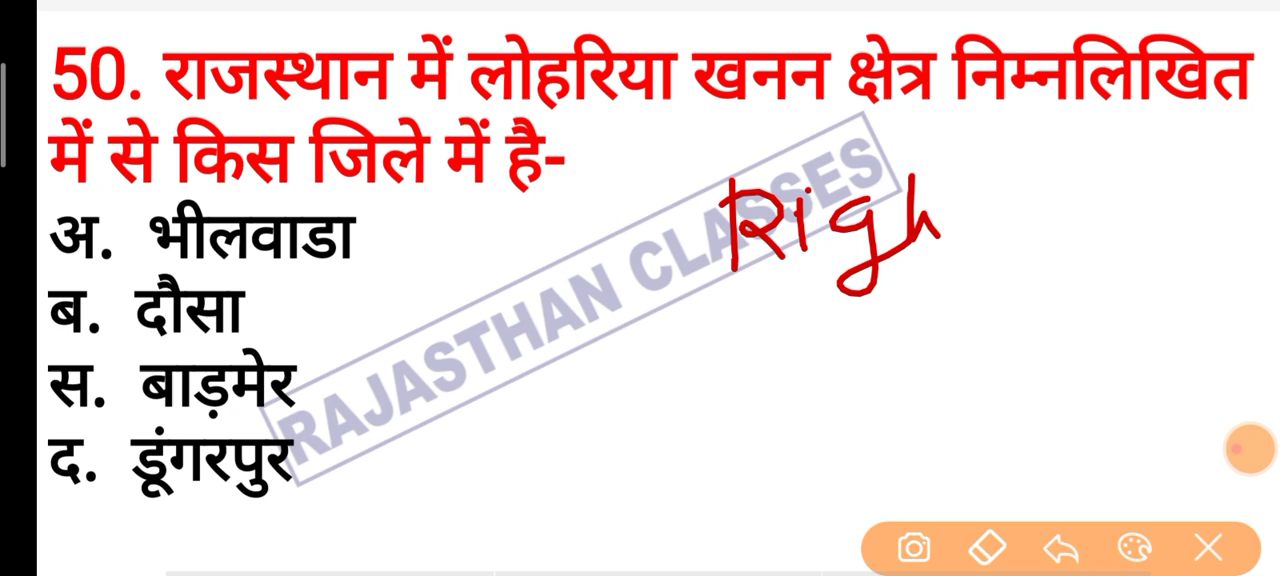 50. राजस्थान में लोहरिया खनन क्षेत्र निम्नलिखित
में से किस जिले में है-
अ. भीलवाडा
ब. दौसा
स. बाड़मेर
द. डूंगरपुर
RAJASTHAN CLASSES
Righ